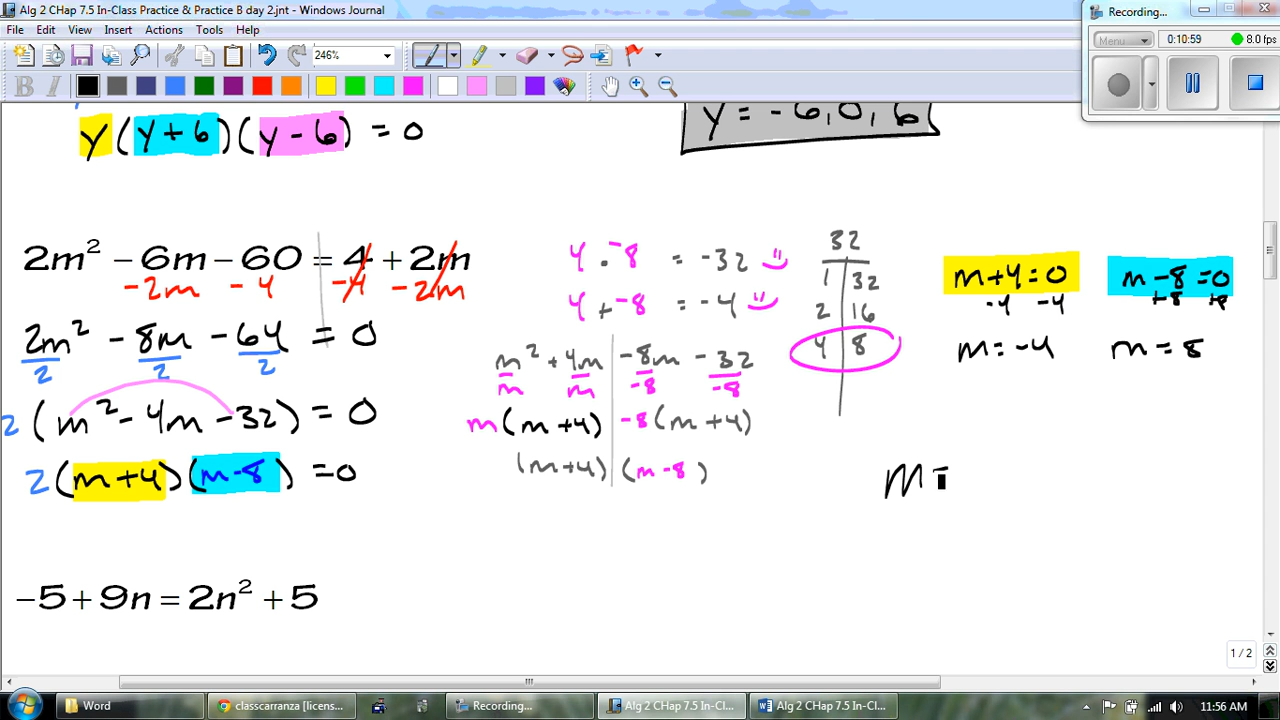 Alg 2 CHap 7.5 In-Class Practice & Practice B day 2.jnt - Windows Journal
File Edit View Insert Actions Tools Help
246%
Recording...
Menu 0:10:59 8.0 fps
y(y+6)(y-6) = 0
y = -6, 0, 6
2m² - 6m - 60 = 4 + 2m
-2m -4 -4 -2m
2m² - 8m - 64 = 0
2 2 2
2(m² - 4m - 32) = 0
2(m+4)(m-8) = 0
4 · -8 = -32
4 + -8 = -4
m² + 4m - 8m - 32
m m -8 -8
m(m+4) -8(m+4)
(m+4) (m-8)
32
1 32
2 16
4 8
m+4=0
-4 -4
m = -4
m-8=0
+8 +8
m = 8
m =
-5 + 9n = 2n² + 5
1 / 2
Word
classcarranza [licens...
Recording...
Alg 2 CHap 7.5 In-Cl...
Alg 2 CHap 7.5 In-Cl...
11:56 AM